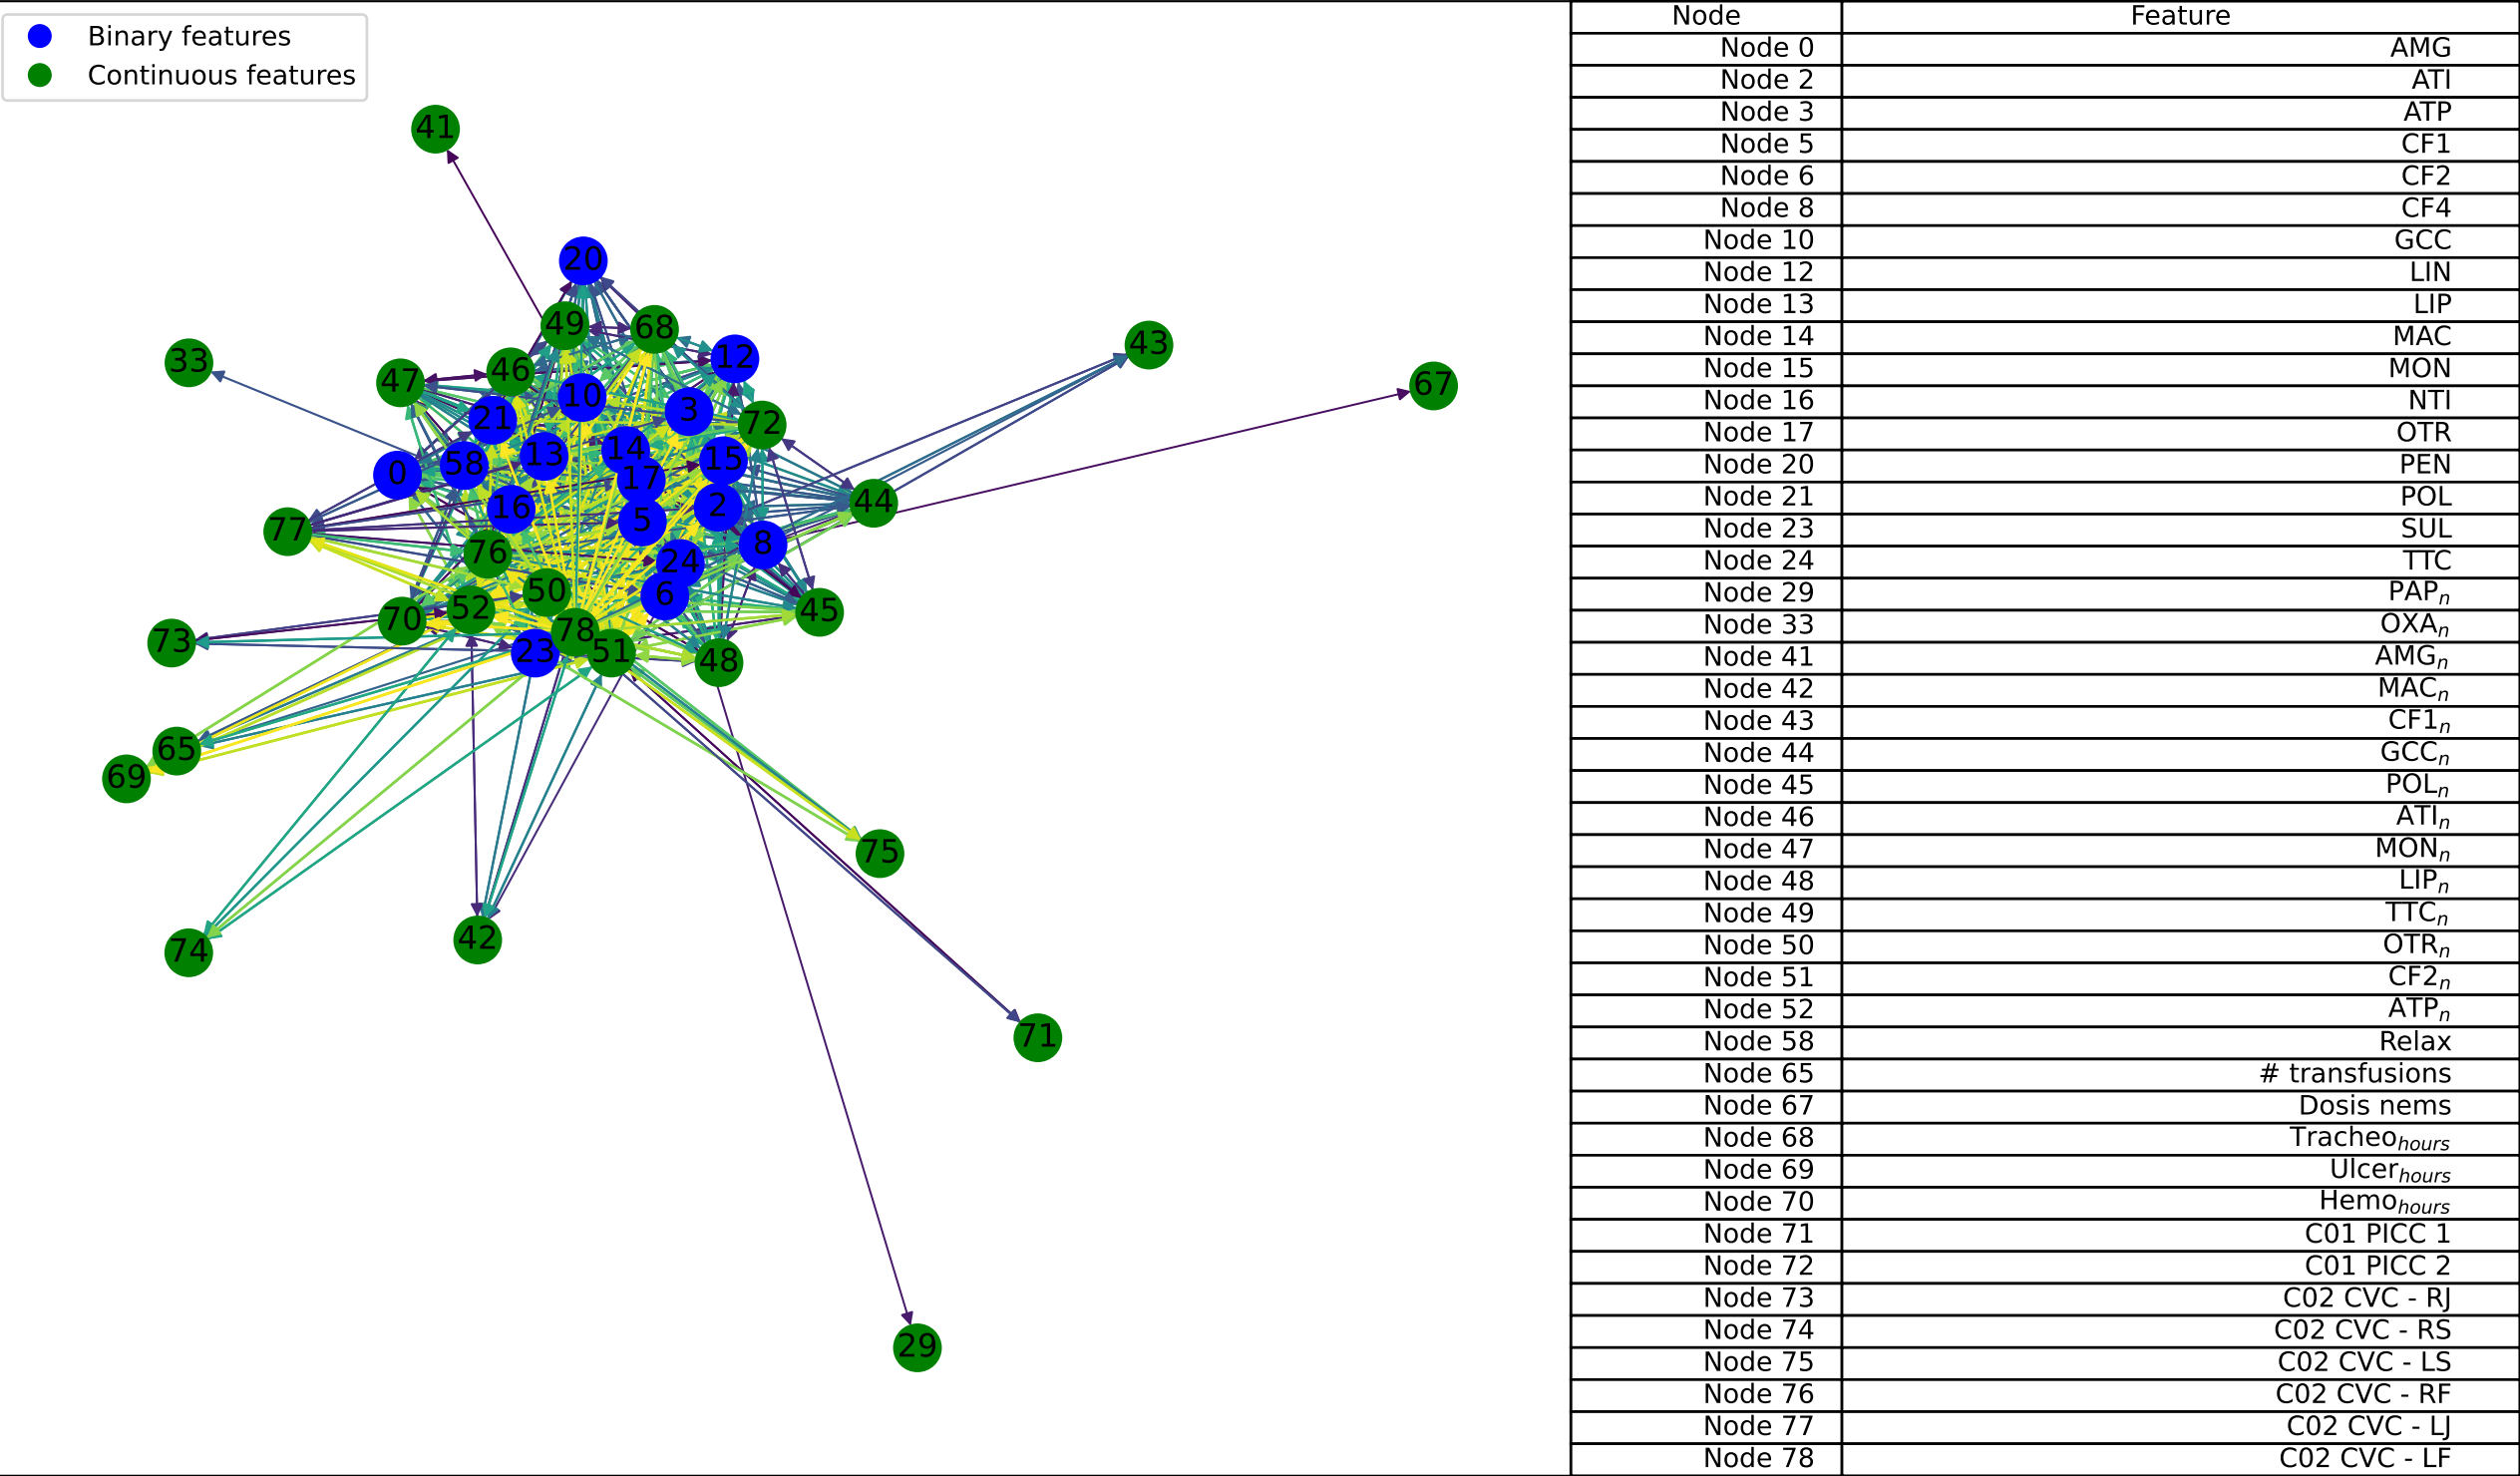 Binary features
Continuous features
41
20
49
68
12
43
33
46
47
67
10
3
21
72
14
13
15
58
0
17
16
2
44
5
77
8
76
24
50
6
52
45
70
78
73
23
51
48
65
69
75
42
74
71
29
Node Feature
Node 0 AMG
Node 2 ATI
Node 3 ATP
Node 5 CF1
Node 6 CF2
Node 8 CF4
Node 10 GCC
Node 12 LIN
Node 13 LIP
Node 14 MAC
Node 15 MON
Node 16 NTI
Node 17 OTR
Node 20 PEN
Node 21 POL
Node 23 SUL
Node 24 TTC
Node 29 PAPn
Node 33 OXAn
Node 41 AMGn
Node 42 MACn
Node 43 CF1n
Node 44 GCCn
Node 45 POLn
Node 46 ATIn
Node 47 MONn
Node 48 LIPn
Node 49 TTCn
Node 50 OTRn
Node 51 CF2n
Node 52 ATPn
Node 58 Relax
Node 65 # transfusions
Node 67 Dosis nems
Node 68 Tracheohours
Node 69 Ulcerhours
Node 70 Hemohours
Node 71 C01 PICC 1
Node 72 C01 PICC 2
Node 73 C02 CVC - RJ
Node 74 C02 CVC - RS
Node 75 C02 CVC - LS
Node 76 C02 CVC - RF
Node 77 C02 CVC - LJ
Node 78 C02 CVC - LF